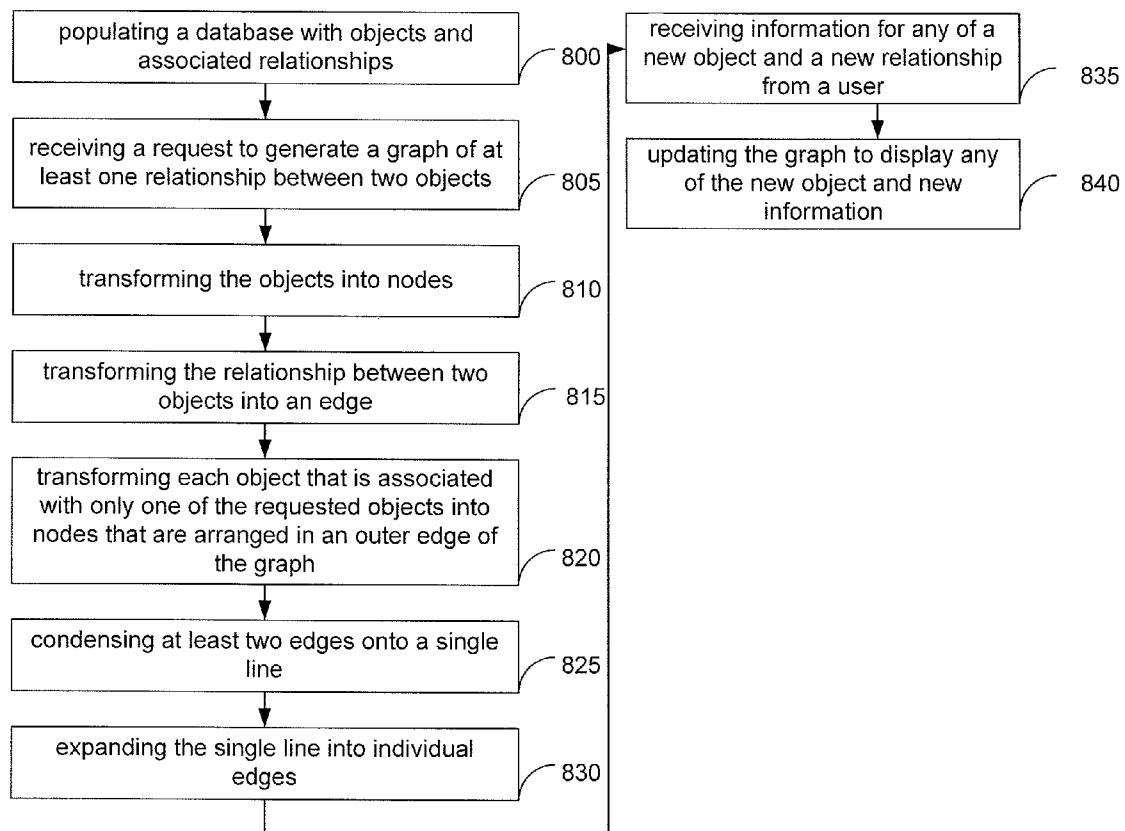 populating a database with objects and
associated relationships
800
receiving a request to generate a graph of at
least one relationship between two objects
805
transforming the objects into nodes
810
transforming the relationship between two
objects into an edge
815
transforming each object that is associated
with only one of the requested objects into
nodes that are arranged in an outer edge of
the graph
820
condensing at least two edges onto a single
line
825
expanding the single line into individual
edges
830
receiving information for any of a
new object and a new relationship
from a user
835
updating the graph to display any
of the new object and new
information
840